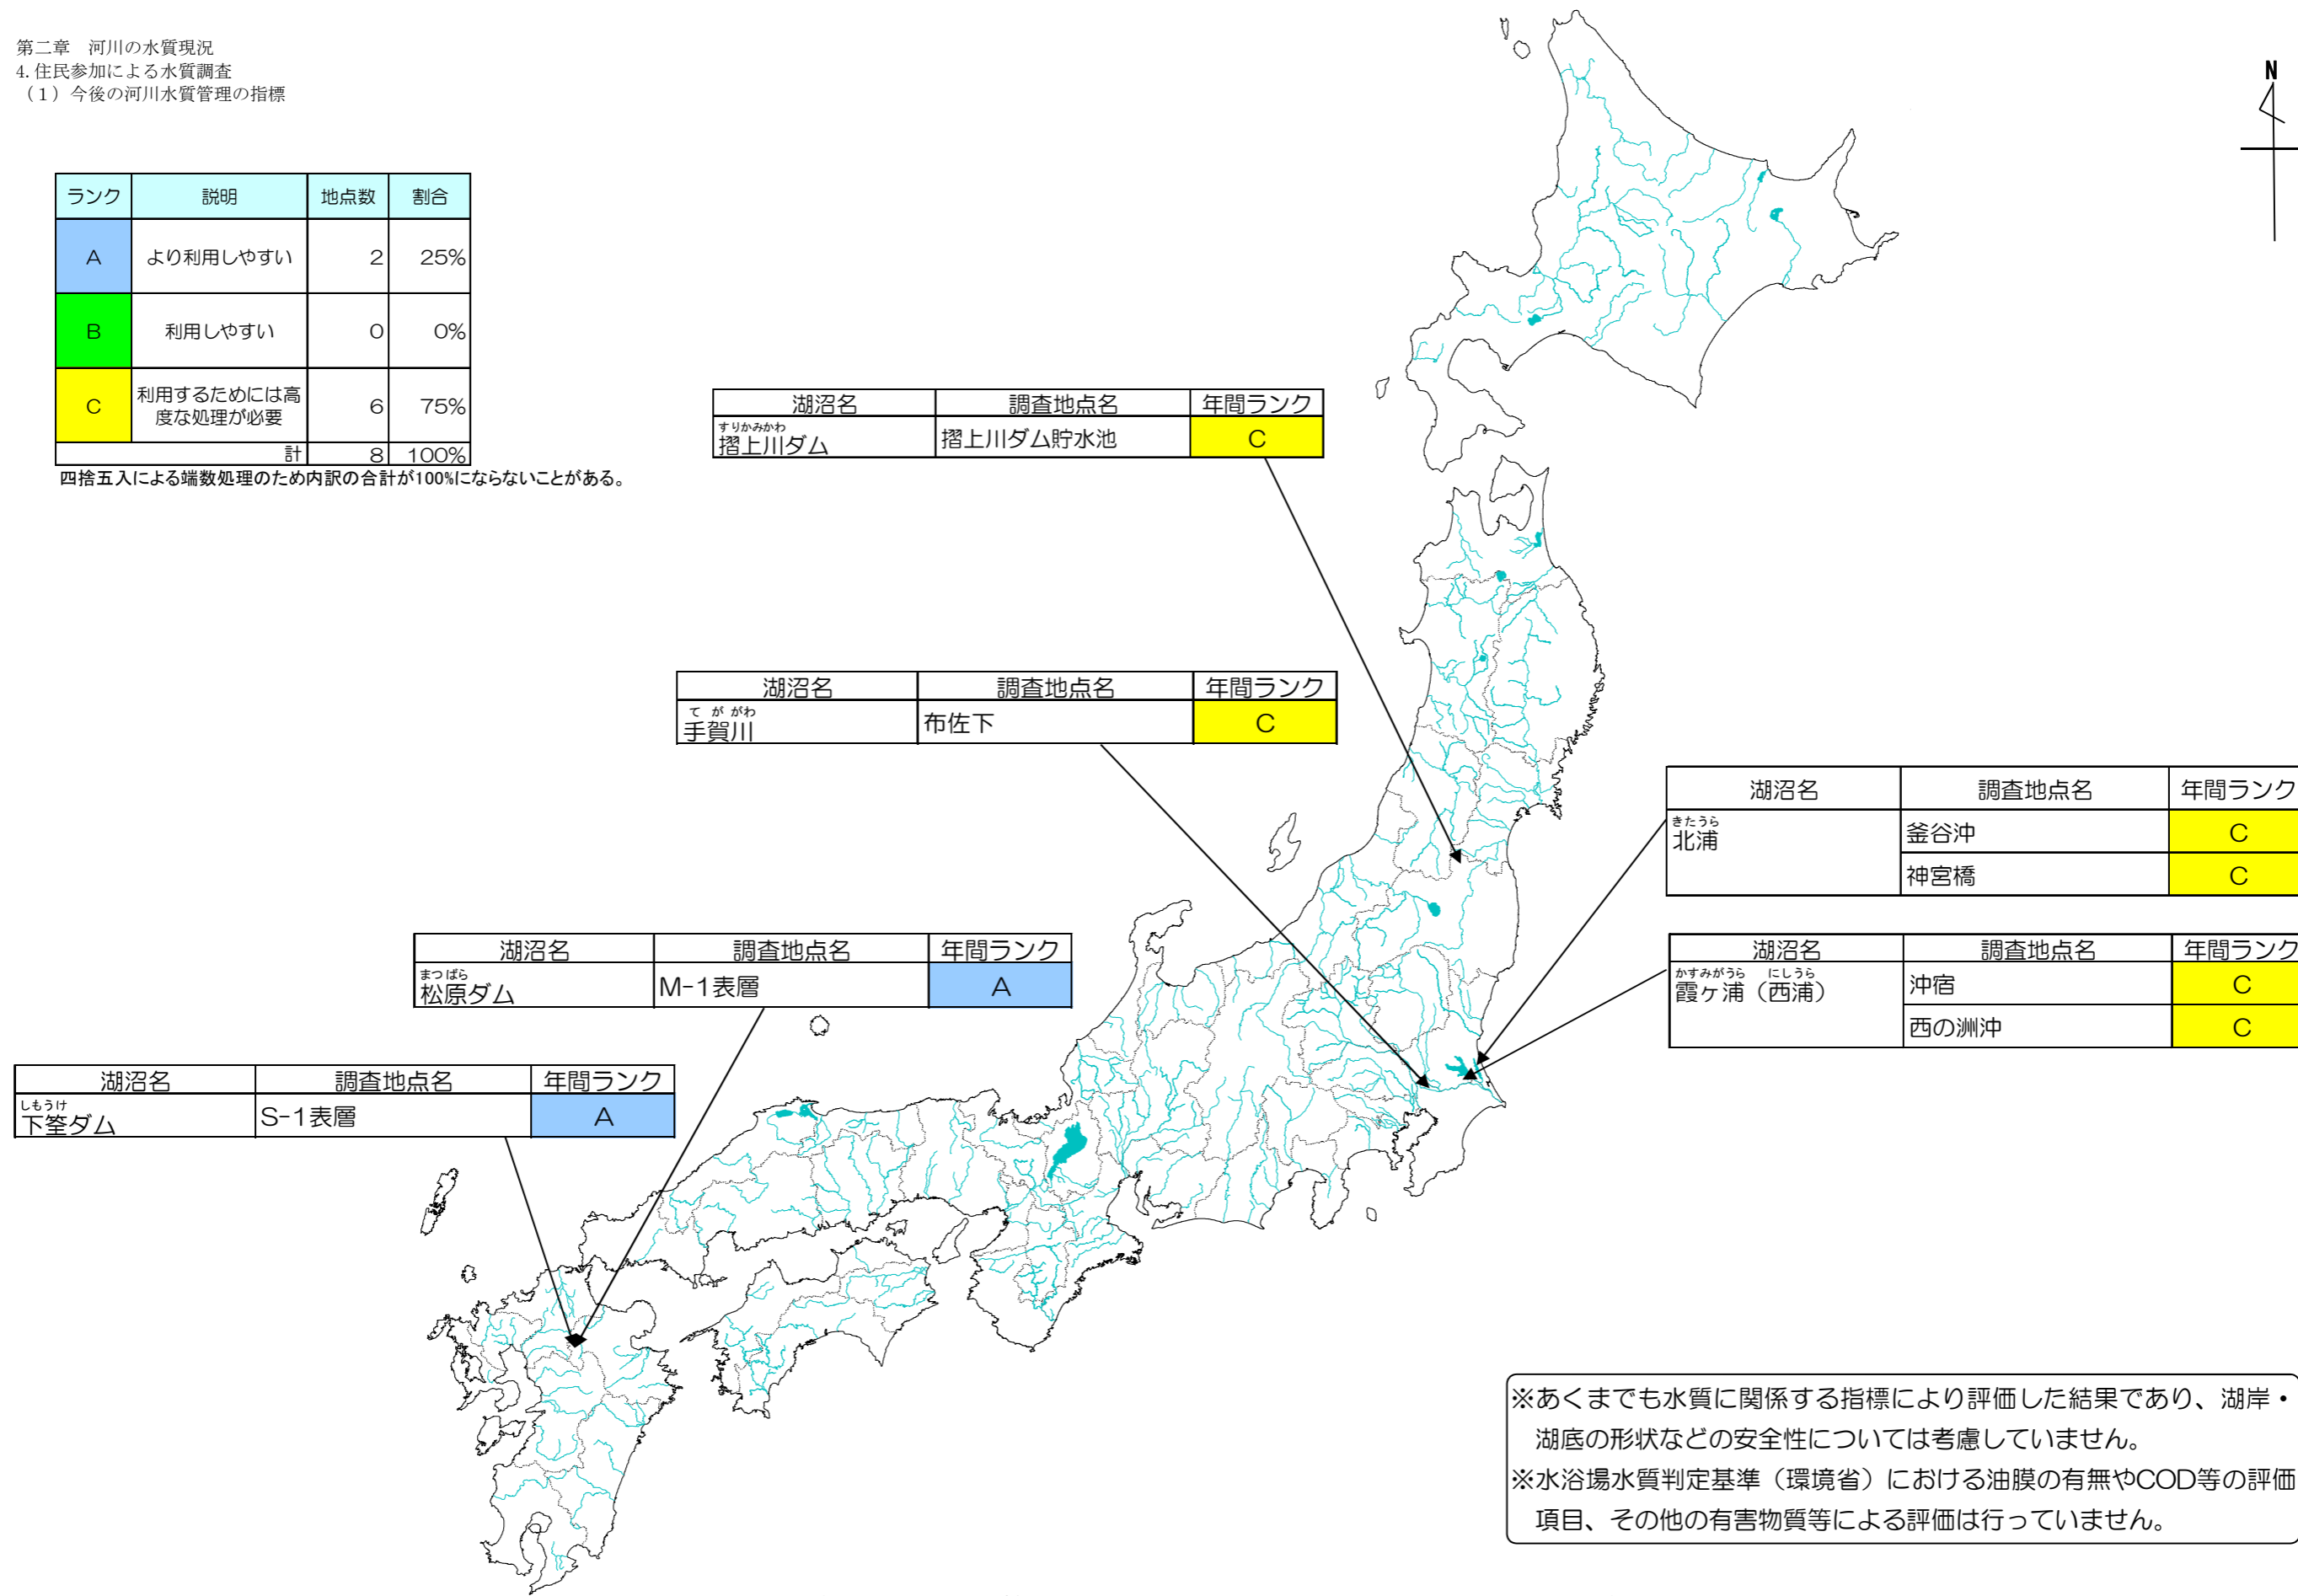 第二章　河川の水質現況
4.住民参加による水質調査
（１）今後の河川水質管理の指標
N
ランク 説明 地点数 割合
A より利用しやすい 2 25%
B 利用しやすい 0 0%
C 利用するためには高
度な処理が必要 6 75%
計 8 100%
四捨五入による端数処理のため内訳の合計が100%にならないことがある。
湖沼名 調査地点名 年間ランク
すりかみかわ
摺上川ダム 摺上川ダム貯水池 C
湖沼名 調査地点名 年間ランク
て が がわ
手賀川 布佐下 C
湖沼名 調査地点名 年間ランク
きたうら
北浦 釜谷沖 C
神宮橋 C
湖沼名 調査地点名 年間ランク
まつばら
松原ダム M-1表層 A
湖沼名 調査地点名 年間ランク
かすみがうら　にしうら
霞ヶ浦（西浦） 沖宿 C
西の洲沖 C
湖沼名 調査地点名 年間ランク
しもうけ
下筌ダム S-1表層 A
※あくまでも水質に関係する指標により評価した結果であり、湖岸・
湖底の形状などの安全性については考慮していません。
※水浴場水質判定基準（環境省）における油膜の有無やCOD等の評価
項目、その他の有害物質等による評価は行っていません。